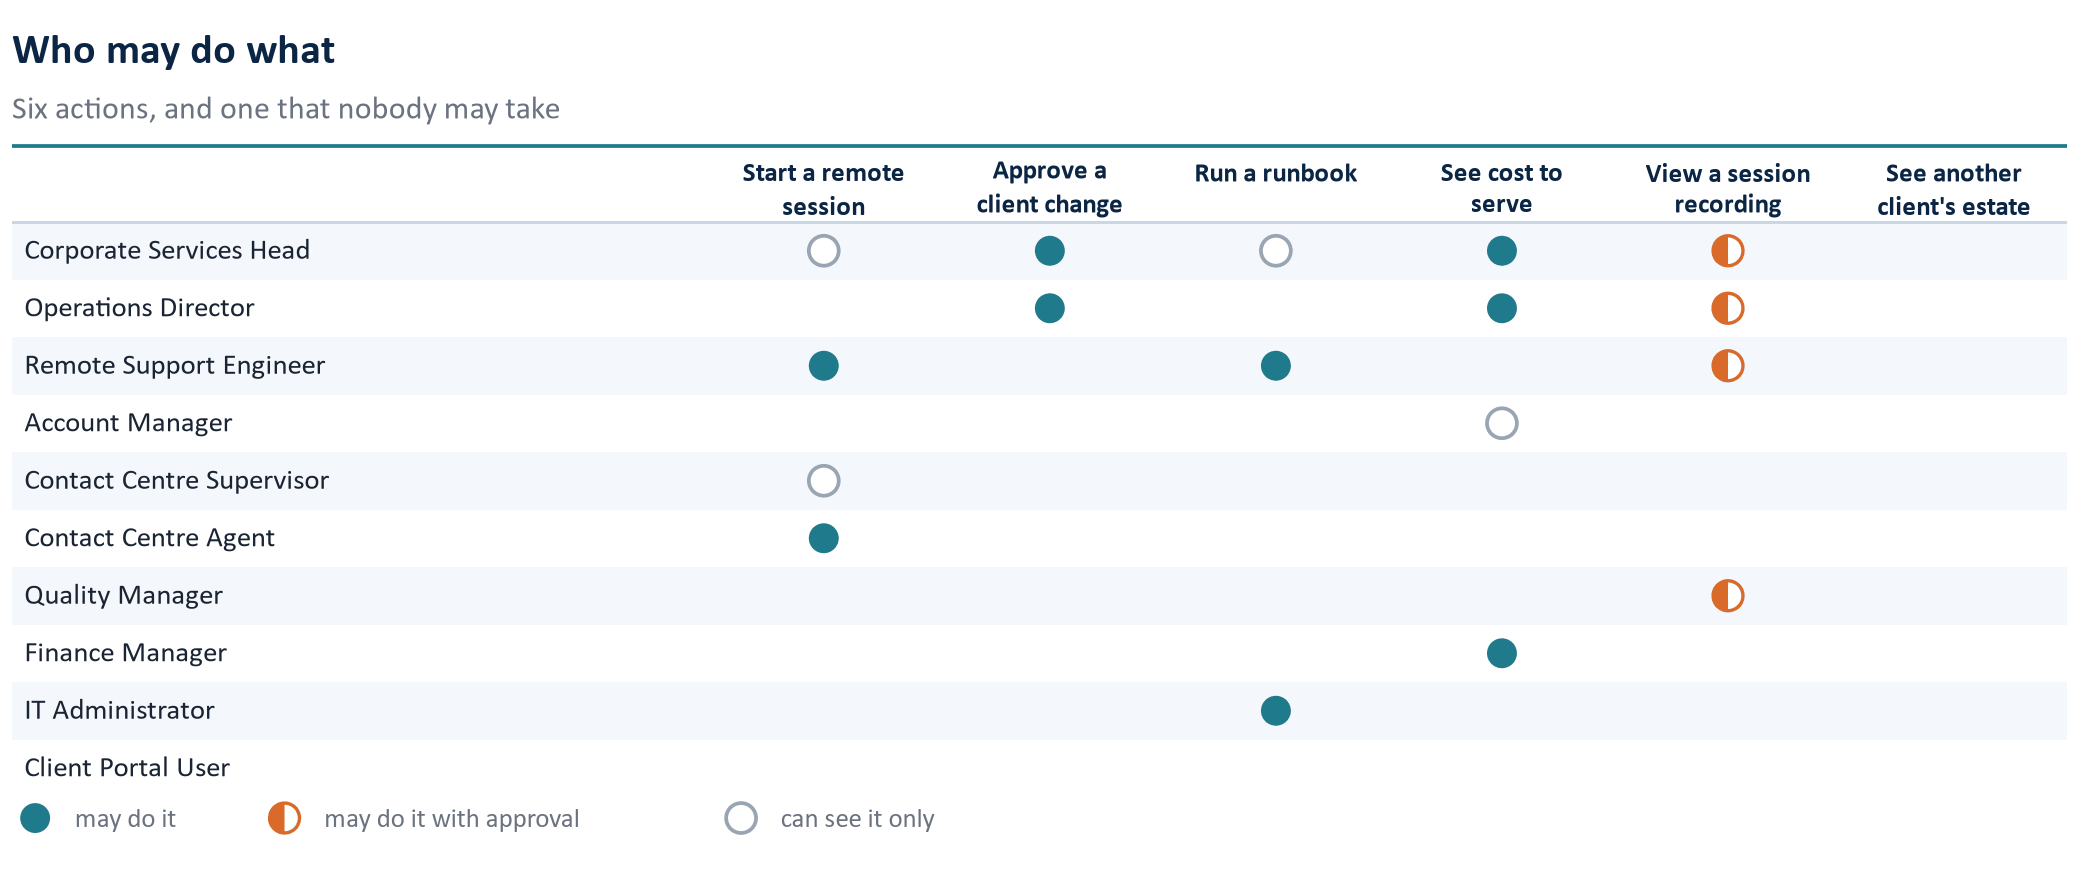 Who may do what
Six actions, and one that nobody may take
Start a remote session
Approve a client change
Run a runbook
See cost to serve
View a session recording
See another client's estate
Corporate Services Head
Operations Director
Remote Support Engineer
Account Manager
Contact Centre Supervisor
Contact Centre Agent
Quality Manager
Finance Manager
IT Administrator
Client Portal User
may do it
may do it with approval
can see it only